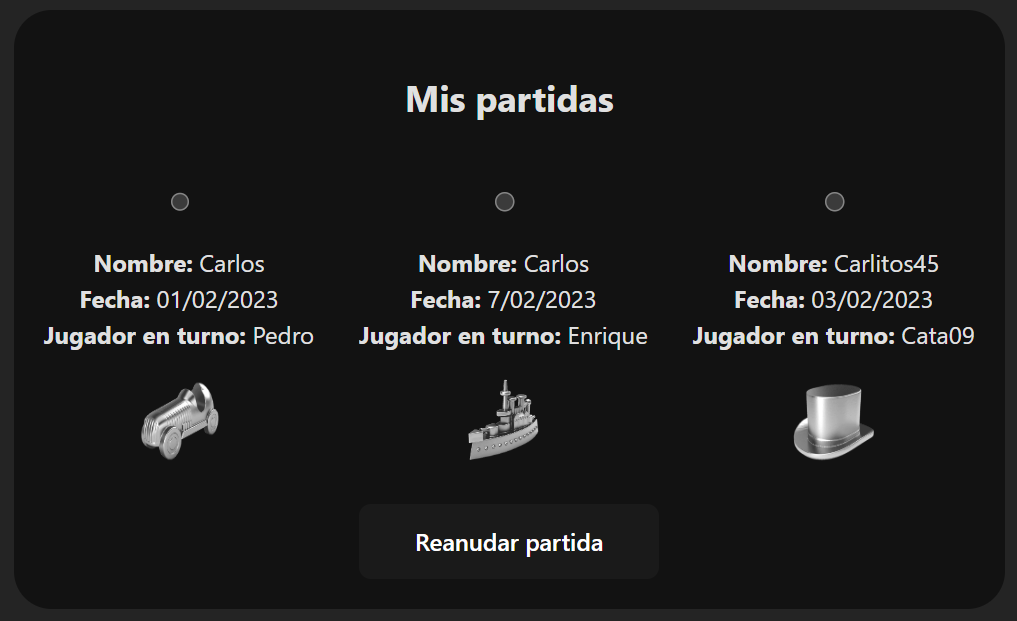 Mis partidas
Nombre: Carlos
Fecha: 01/02/2023
Jugador en turno: Pedro
Nombre: Carlos
Fecha: 7/02/2023
Jugador en turno: Enrique
Nombre: Carlitos45
Fecha: 03/02/2023
Jugador en turno: Cata09
Reanudar partida